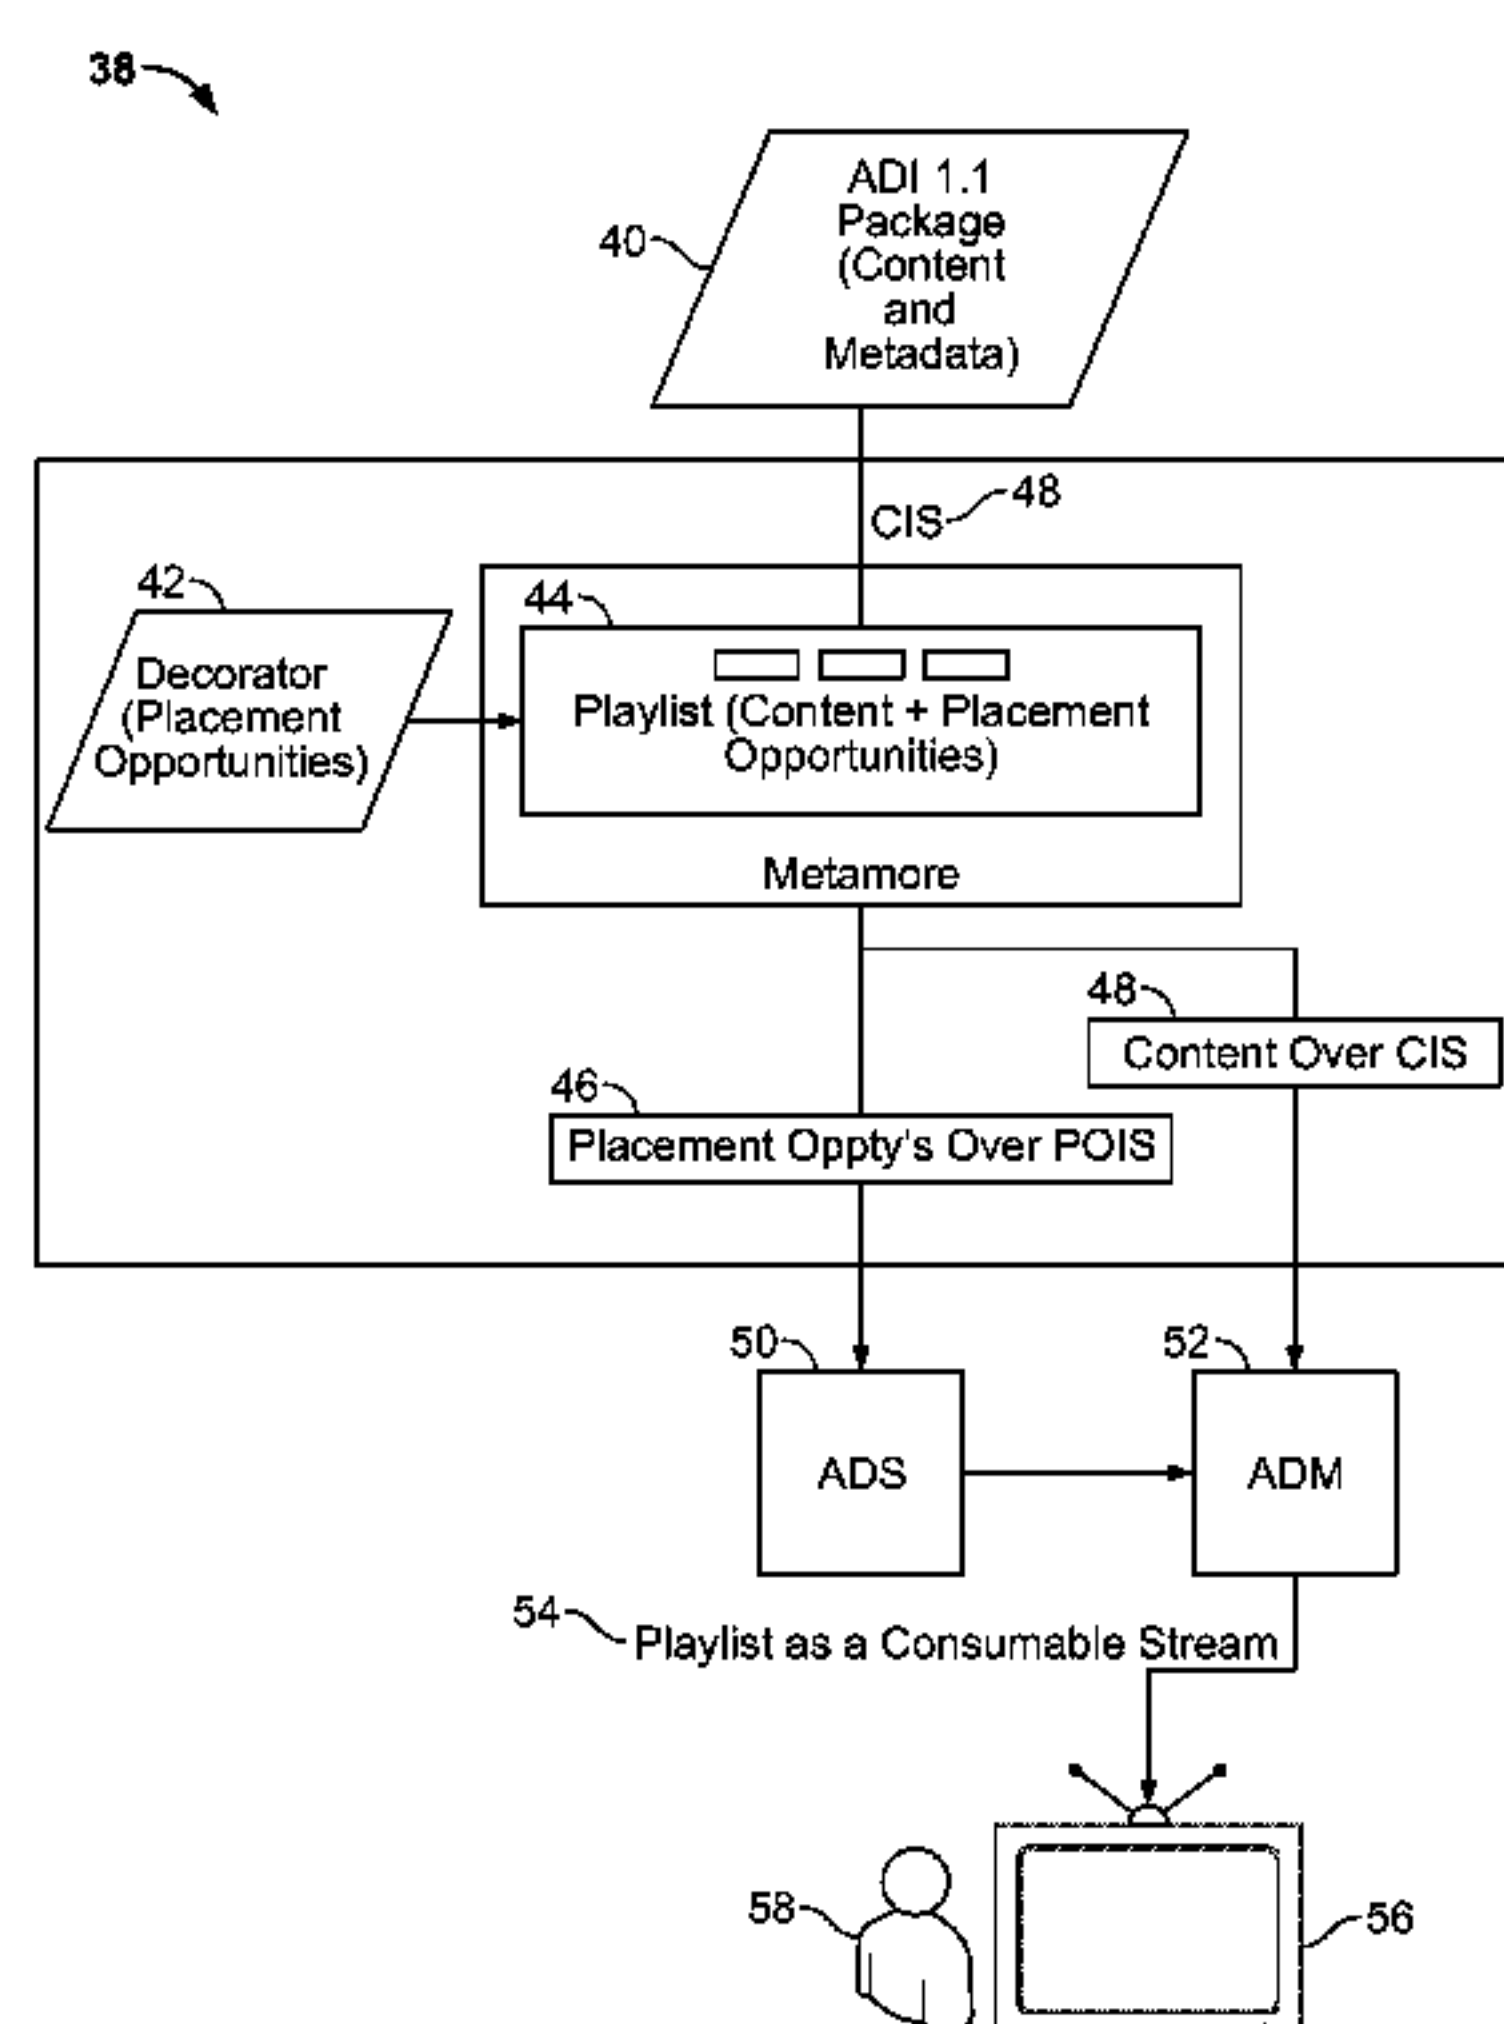 38
40
ADI 1.1
Package
(Content
and
Metadata)
CIS 48
42
Decorator
(Placement
Opportunities)
44
Playlist (Content + Placement
Opportunities)
Metamore
48
Content Over CIS
46
Placement Oppty's Over POIS
50
ADS
52
ADM
54
Playlist as a Consumable Stream
58
56